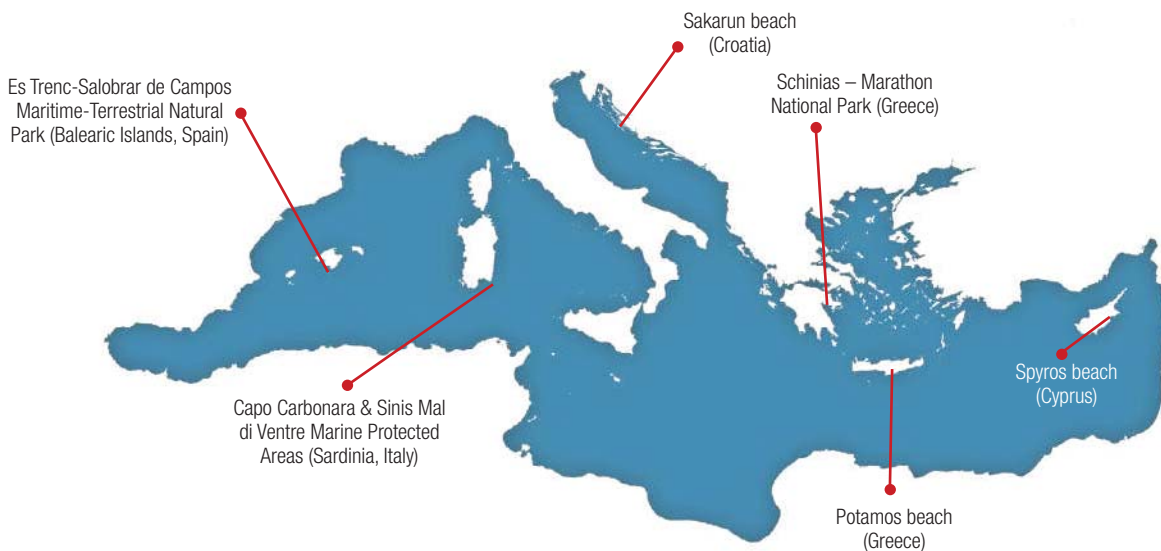 Sakarun beach
(Croatia)
Es Trenc-Salobrar de Campos
Maritime-Terrestrial Natural
Park (Balearic Islands, Spain)
Schinias – Marathon
National Park (Greece)
Capo Carbonara & Sinis Mal
di Ventre Marine Protected
Areas (Sardinia, Italy)
Spyros beach
(Cyprus)
Potamos beach
(Greece)